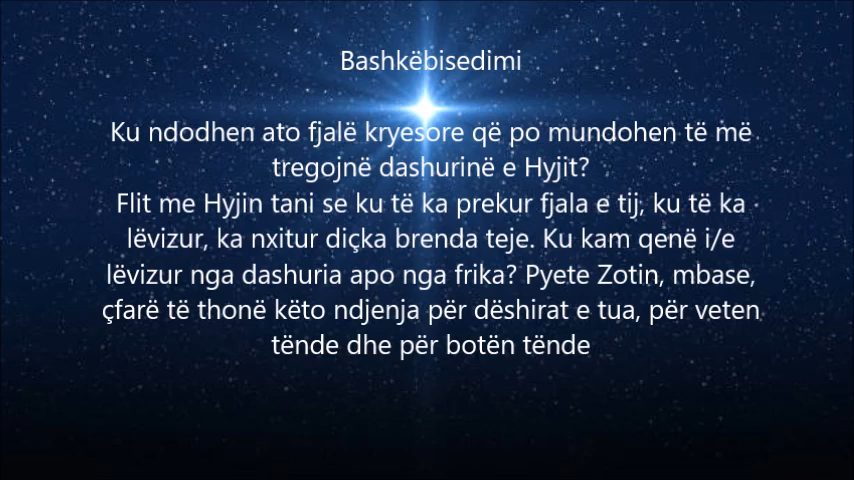 Bashkëbisedimi
Ku ndodhen ato fjalë kryesore që po mundohen të më
tregojnë dashurinë e Hyjit?
Flit me Hyjin tani se ku të ka prekur fjala e tij, ku të ka
lëvizur, ka nxitur diçka brenda teje. Ku kam qenë i/e
lëvizur nga dashuria apo nga frika? Pyete Zotin, mbase,
çfarë të thonë këto ndjenja për dëshirat e tua, për veten
tënde dhe për botën tënde